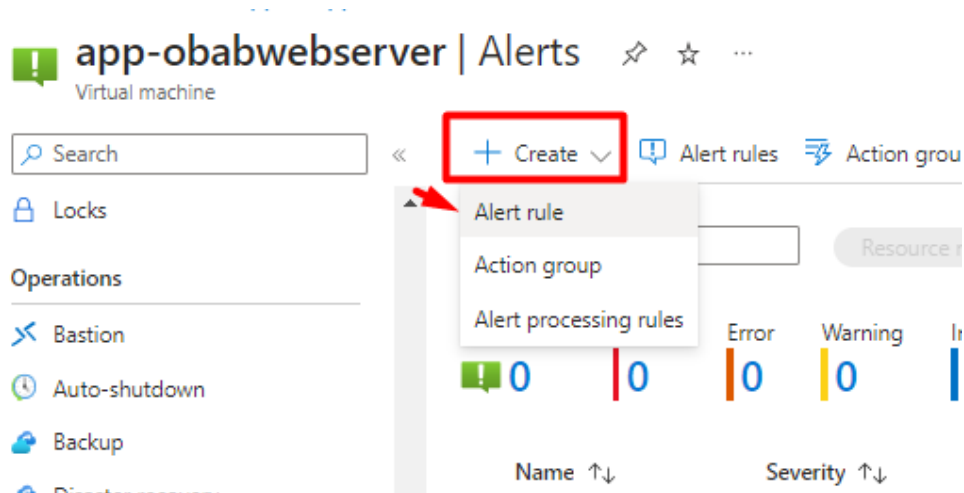 app-obabwebserver | Alerts
Virtual machine
Search
Create
Alert rules
Action grou
Locks
Alert rule
Resource r
Action group
Operations
Alert processing rules
Bastion
Error
Warning
0
0
0
0
Auto-shutdown
Backup
Name
Severity